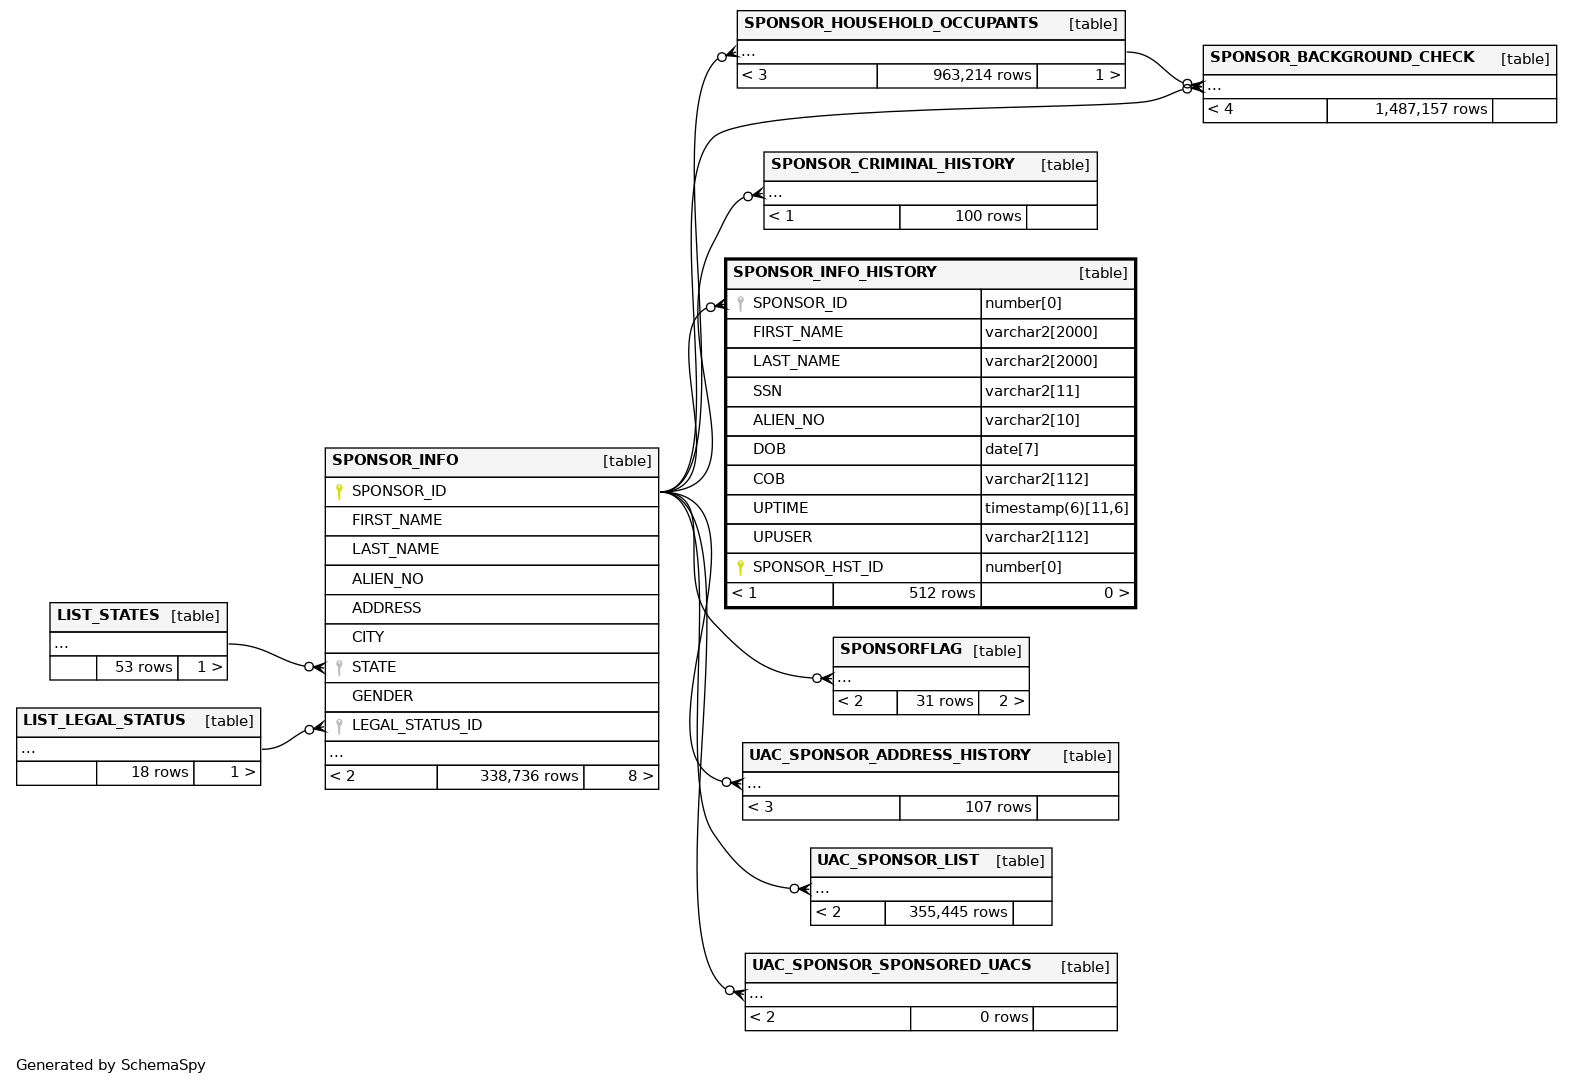 SPONSOR_HOUSEHOLD_OCCUPANTS [table]
...
< 3 963,214 rows 1 >
SPONSOR_BACKGROUND_CHECK [table]
...
< 4 1,487,157 rows
SPONSOR_CRIMINAL_HISTORY [table]
...
< 1 100 rows
SPONSOR_INFO_HISTORY [table]
SPONSOR_ID number[0]
FIRST_NAME varchar2[2000]
LAST_NAME varchar2[2000]
SSN varchar2[11]
ALIEN_NO varchar2[10]
DOB date[7]
COB varchar2[112]
UPTIME timestamp(6)[11,6]
UPUSER varchar2[112]
SPONSOR_HST_ID number[0]
< 1 512 rows 0 >
SPONSOR_INFO [table]
SPONSOR_ID
FIRST_NAME
LAST_NAME
ALIEN_NO
ADDRESS
CITY
STATE
GENDER
LEGAL_STATUS_ID
...
< 2 338,736 rows 8 >
LIST_STATES [table]
...
53 rows 1 >
LIST_LEGAL_STATUS [table]
...
18 rows 1 >
SPONSORFLAG [table]
...
< 2 31 rows 2 >
UAC_SPONSOR_ADDRESS_HISTORY [table]
...
< 3 107 rows
UAC_SPONSOR_LIST [table]
...
< 2 355,445 rows
UAC_SPONSOR_SPONSORED_UACS [table]
...
< 2 0 rows
Generated by SchemaSpy